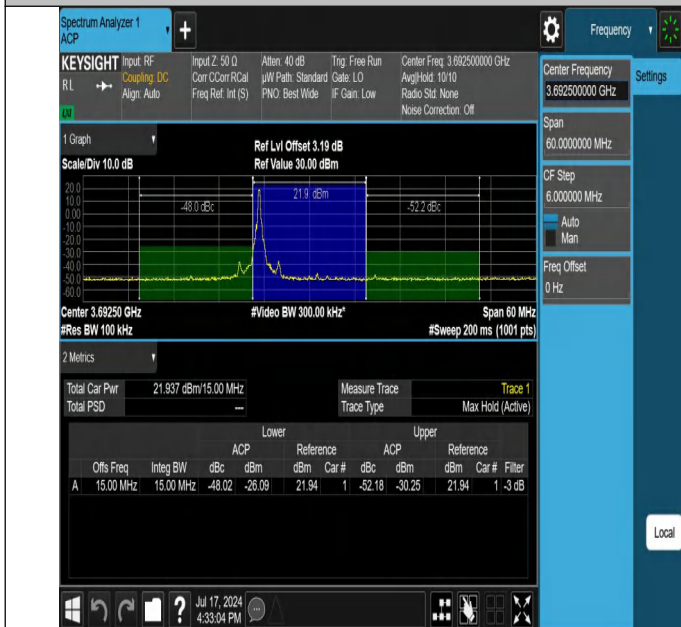 Spectrum Analyzer 1
ACP
+
Frequency
KEYSIGHT Input: RF Input Z: 50 Ω Atten: 40 dB Trig: Free Run Center Freq: 3.692500000 GHz
RL Coupling: DC Corr CCorr RCal µW Path: Standard Gate: LO Avg|Hold: 10/10
Align: Auto Freq Ref: Int (S) PNO: Best Wide IF Gain: Low Radio Std: None
Noise Correction: Off
Center Frequency
3.692500000 GHz
Settings
Span
60.0000000 MHz
CF Step
6.000000 MHz
Auto
Man
Freq Offset
0 Hz
1 Graph
Ref Lvl Offset 3.19 dB
Scale/Div 10.0 dB Ref Value 30.00 dBm
20.0
10.0
0.00
-10.0
-20.0
-30.0
-40.0
-50.0
-60.0
-48.0 dBc 21.9 dBm -52.2 dBc
Center 3.69250 GHz #Video BW 300.00 kHz* Span 60 MHz
#Res BW 100 kHz #Sweep 200 ms (1001 pts)
2 Metrics
Total Car Pwr 21.937 dBm/15.00 MHz Measure Trace Trace 1
Total PSD --- Trace Type Max Hold (Active)
Lower Upper
ACP Reference ACP Reference
Offs Freq Integ BW dBc dBm dBm Car # dBc dBm dBm Car # Filter
A 15.00 MHz 15.00 MHz -48.02 -26.09 21.94 1 -52.18 -30.25 21.94 1 -3 dB
Local
? Jul 17, 2024
4:33:04 PM